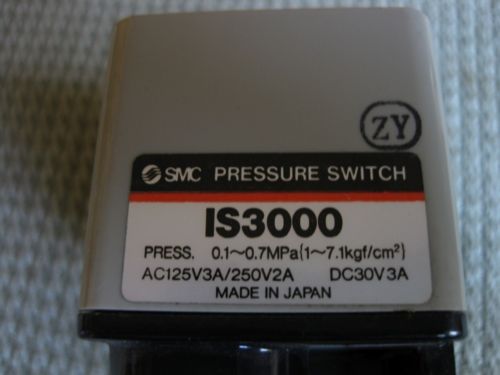 ZY
SMC PRESSURE SWITCH
IS3000
PRESS. 0.1~0.7MPa{1~7.1kgf/cm²}
AC125V3A/250V2A DC30V3A
MADE IN JAPAN